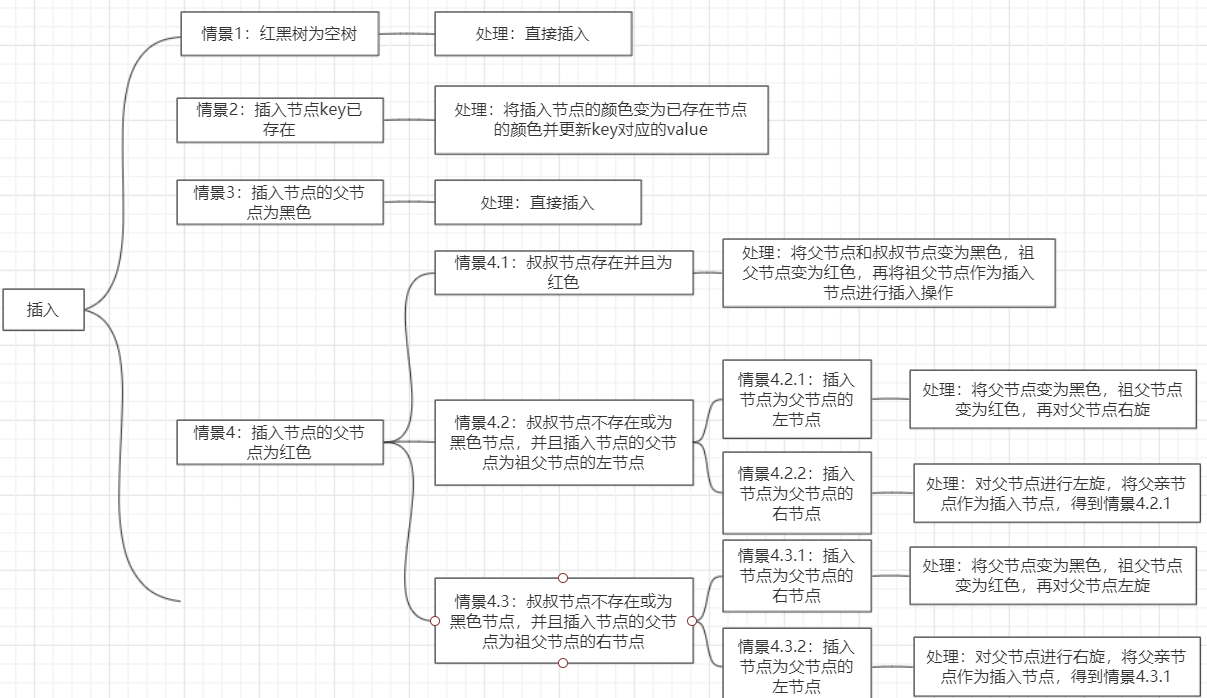 情景1：红黑树为空树
处理：直接插入
情景2：插入节点key已
存在
处理：将插入节点的颜色变为已存在节点
的颜色并更新key对应的value
情景3：插入节点的父节
点为黑色
处理：直接插入
插入
情景4：插入节点的父节
点为红色
情景4.1：叔叔节点存在并且为
红色
处理：将父节点和叔叔节点变为黑色，祖
父节点变为红色，再将祖父节点作为插入
节点进行插入操作
情景4.2：叔叔节点不存在或为
黑色节点，并且插入节点的父节
点为祖父节点的左节点
情景4.2.1：插入
节点为父节点的
左节点
处理：将父节点变为黑色，祖父节点
变为红色，再对父节点右旋
情景4.2.2：插入
节点为父节点的
右节点
处理：对父节点进行左旋，将父亲节
点作为插入节点，得到情景4.2.1
情景4.3：叔叔节点不存在或为
黑色节点，并且插入节点的父节
点为祖父节点的右节点
情景4.3.1：插入
节点为父节点的
右节点
处理：将父节点变为黑色，祖父节点
变为红色，再对父节点左旋
情景4.3.2：插入
节点为父节点的
左节点
处理：对父节点进行右旋，将父亲节
点作为插入节点，得到情景4.3.1